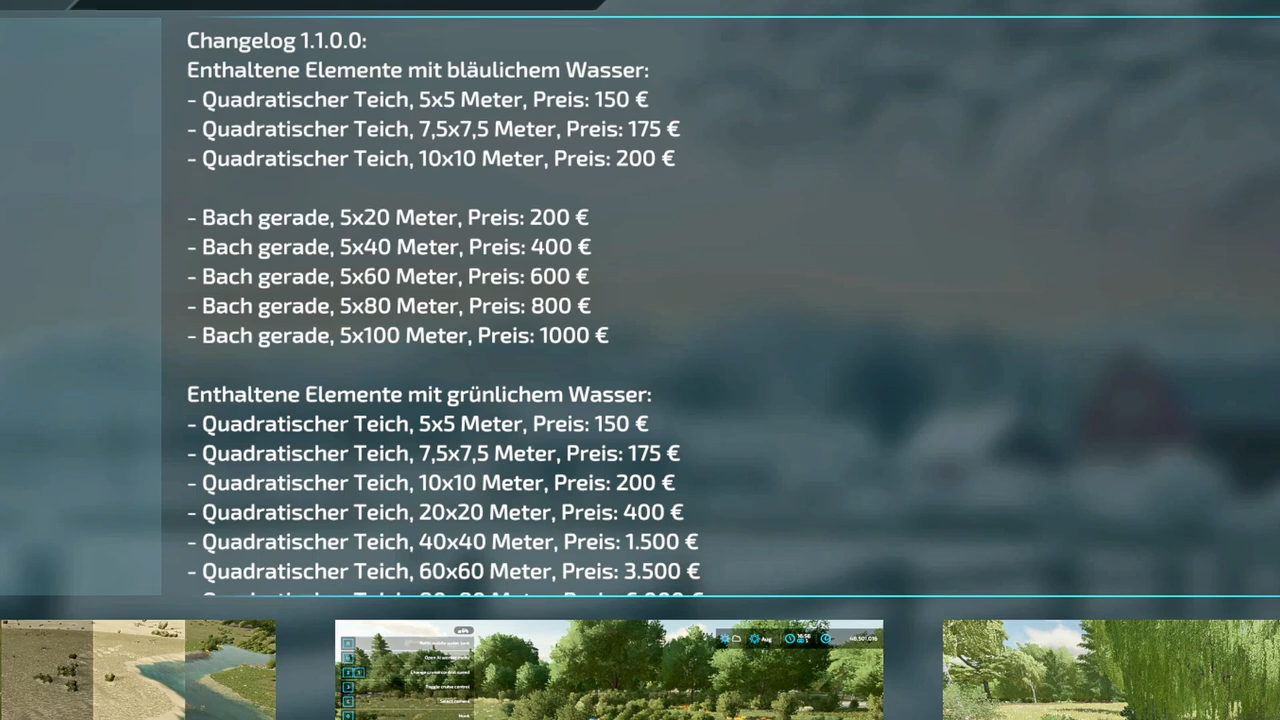 Changelog 1.1.0.0:
Enthaltene Elemente mit bläulichem Wasser:
- Quadratischer Teich, 5x5 Meter, Preis: 150 €
- Quadratischer Teich, 7,5x7,5 Meter, Preis: 175 €
- Quadratischer Teich, 10x10 Meter, Preis: 200 €
- Bach gerade, 5x20 Meter, Preis: 200 €
- Bach gerade, 5x40 Meter, Preis: 400 €
- Bach gerade, 5x60 Meter, Preis: 600 €
- Bach gerade, 5x80 Meter, Preis: 800 €
- Bach gerade, 5x100 Meter, Preis: 1000 €
Enthaltene Elemente mit grünlichem Wasser:
- Quadratischer Teich, 5x5 Meter, Preis: 150 €
- Quadratischer Teich, 7,5x7,5 Meter, Preis: 175 €
- Quadratischer Teich, 10x10 Meter, Preis: 200 €
- Quadratischer Teich, 20x20 Meter, Preis: 400 €
- Quadratischer Teich, 40x40 Meter, Preis: 1.500 €
- Quadratischer Teich, 60x60 Meter, Preis: 3.500 €
Aug
Toggle cruise control